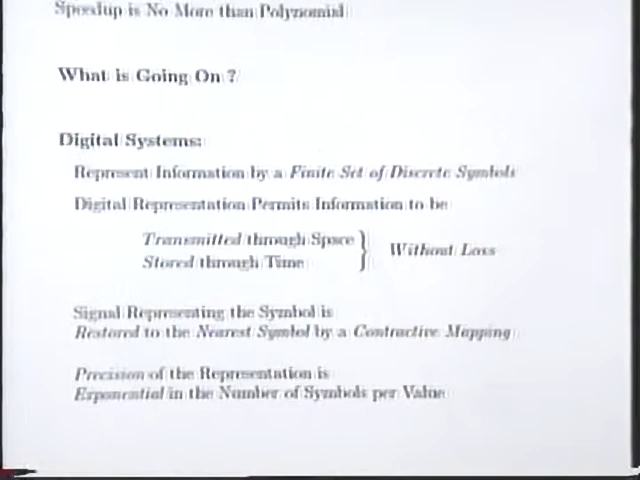 Speedup is No More than Polynomial
What is Going On ?
Digital Systems:
Represent Information by a Finite Set of Discrete Symbols
Digital Representation Permits Information to be
Transmitted through Space
Stored through Time
} Without Loss
Signal Representing the Symbol is
Restored to the Nearest Symbol by a Contractive Mapping
Precision of the Representation is
Exponential in the Number of Symbols per Value